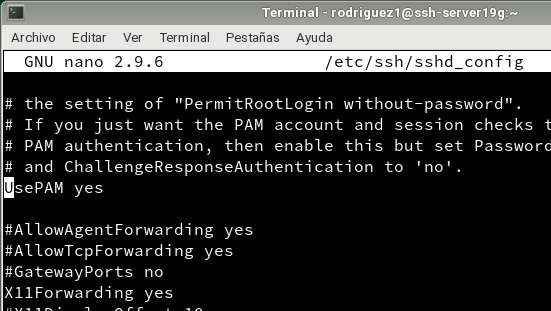 Terminal - rodriguez1@ssh-server19g:~
Archivo Editar Ver Terminal Pestañas Ayuda
GNU nano 2.9.6 /etc/ssh/sshd_config
# the setting of "PermitRootLogin without-password".
# If you just want the PAM account and session checks t
# PAM authentication, then enable this but set Password
# and ChallengeResponseAuthentication to 'no'.
UsePAM yes
#AllowAgentForwarding yes
#AllowTcpForwarding yes
#GatewayPorts no
X11Forwarding yes